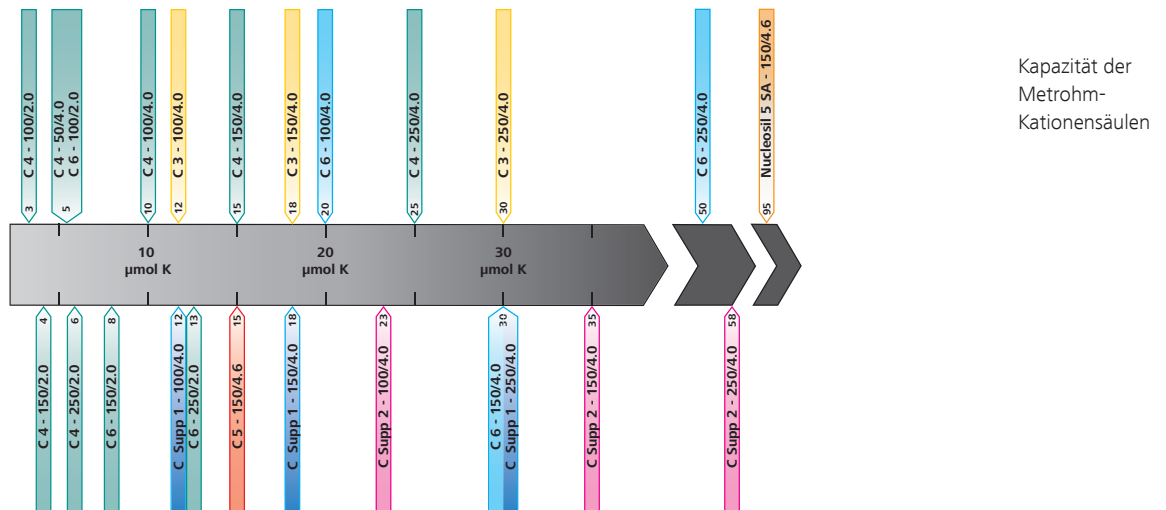 C 4 - 100/2.0
3
C 4 - 50/4.0
C 6 - 100/2.0
5
C 4 - 100/4.0
10
C 3 - 100/4.0
12
C 4 - 150/4.0
15
C 3 - 150/4.0
18
C 6 - 100/4.0
20
C 4 - 250/4.0
25
C 3 - 250/4.0
30
C 6 - 250/4.0
50
Nucleosil 5 SA - 150/4.6
95
Kapazität der
Metrohm-
Kationensäulen
10
µmol K
20
µmol K
30
µmol K
4
C 4 - 150/2.0
6
C 4 - 250/2.0
8
C 6 - 150/2.0
12
C Supp 1 - 100/4.0
13
C 6 - 250/2.0
15
C 5 - 150/4.6
18
C Supp 1 - 150/4.0
23
C Supp 2 - 100/4.0
30
C 6 - 150/4.0
C Supp 1 - 250/4.0
35
C Supp 2 - 150/4.0
58
C Supp 2 - 250/4.0